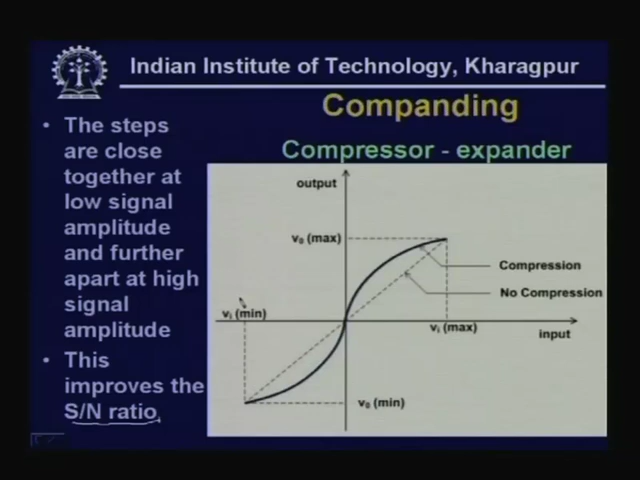 Indian Institute of Technology, Kharagpur
Companding
Compressor - expander
• The steps
are close
together at
low signal
amplitude
and further
apart at high
signal
amplitude
• This
improves the
S/N ratio
output
v₀ (max)
Compression
No Compression
vᵢ (min)
vᵢ (max)
input
v₀ (min)